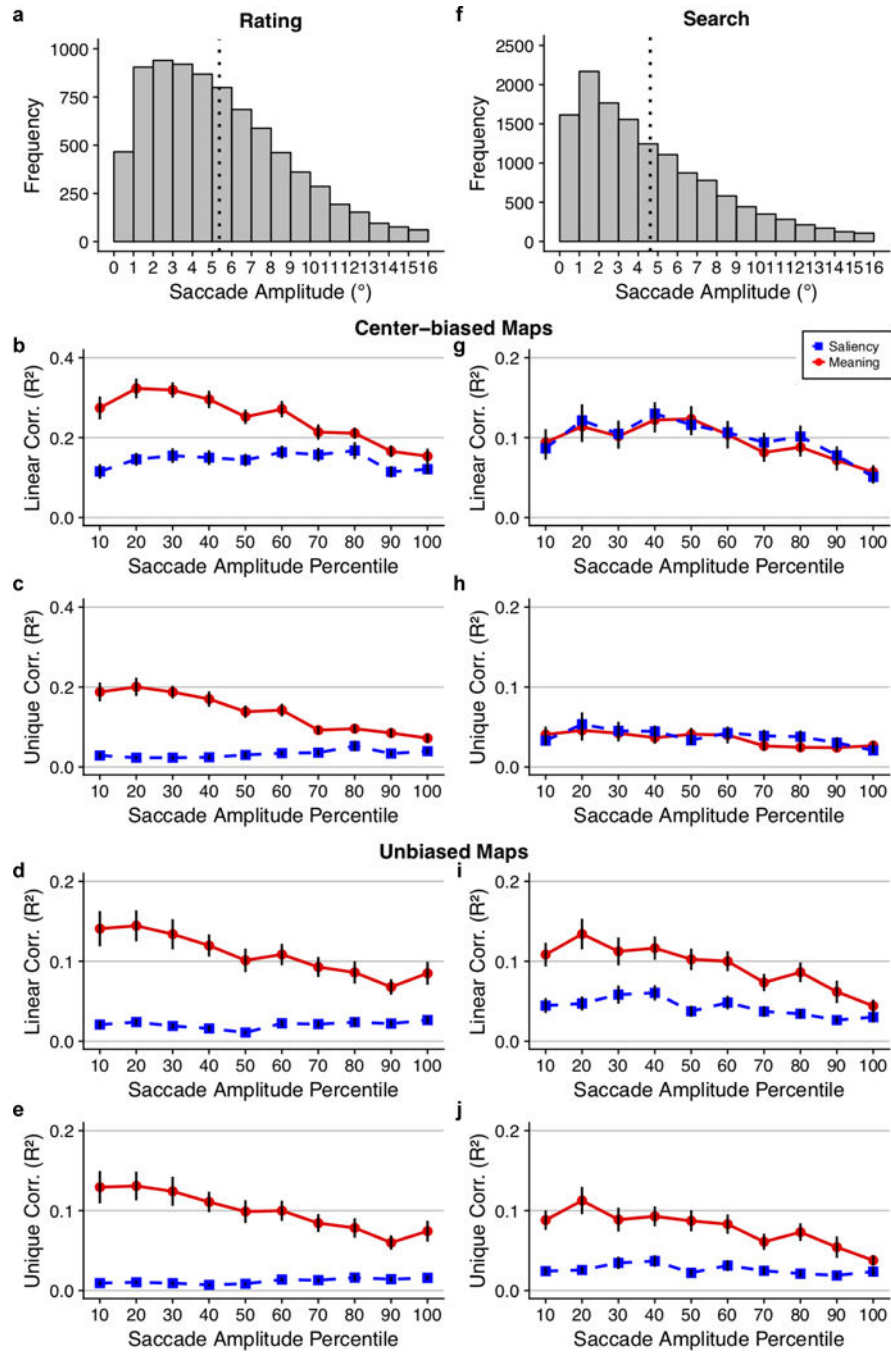 a
Rating
1000
750
500
250
0
Frequency
0 1 2 3 4 5 6 7 8 9 10 11 12 13 14 15 16
Saccade Amplitude (°)
f
Search
2500
2000
1500
1000
500
0
Frequency
0 1 2 3 4 5 6 7 8 9 10 11 12 13 14 15 16
Saccade Amplitude (°)
Center-biased Maps
b
0.4
0.2
0.0
Linear Corr. (R²)
10 20 30 40 50 60 70 80 90 100
Saccade Amplitude Percentile
g
Saliency
Meaning
0.2
0.1
0.0
Linear Corr. (R²)
10 20 30 40 50 60 70 80 90 100
Saccade Amplitude Percentile
c
0.4
0.2
0.0
Unique Corr. (R²)
10 20 30 40 50 60 70 80 90 100
Saccade Amplitude Percentile
h
0.2
0.1
0.0
Unique Corr. (R²)
10 20 30 40 50 60 70 80 90 100
Saccade Amplitude Percentile
Unbiased Maps
d
0.2
0.1
0.0
Linear Corr. (R²)
10 20 30 40 50 60 70 80 90 100
Saccade Amplitude Percentile
i
0.2
0.1
0.0
Linear Corr. (R²)
10 20 30 40 50 60 70 80 90 100
Saccade Amplitude Percentile
e
0.2
0.1
0.0
Unique Corr. (R²)
10 20 30 40 50 60 70 80 90 100
Saccade Amplitude Percentile
j
0.2
0.1
0.0
Unique Corr. (R²)
10 20 30 40 50 60 70 80 90 100
Saccade Amplitude Percentile